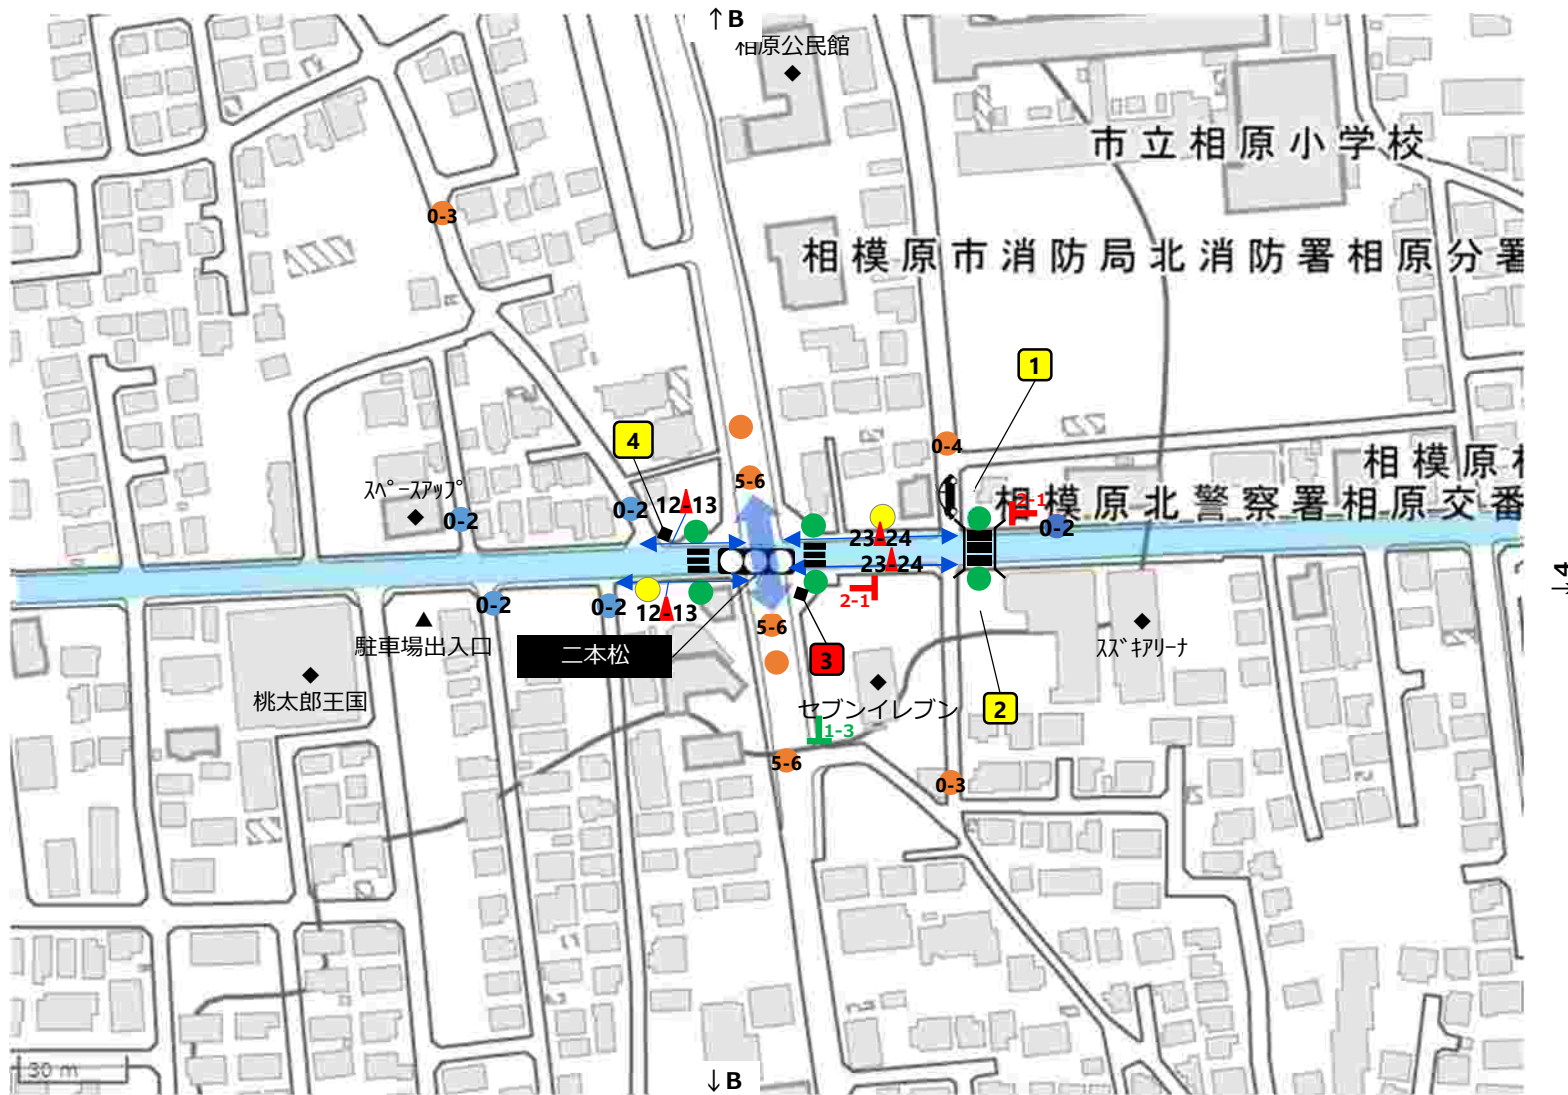 ↑B
相原公民館
市立相原小学校
0-3
相模原市消防局北消防署相原分署
1
4
0-4
相模原
スペースアップ
5-6
12-13
相模原北警察署相原交番
2-1
0-2
0-2
0-2
23-24
23-24
↓4
0-2
0-2
12-13
2-1
5-6
駐車場出入口
二本松
3
スズキアリーナ
桃太郎王国
セブンイレブン
2
1-3
5-6
0-3
30 m
↓B